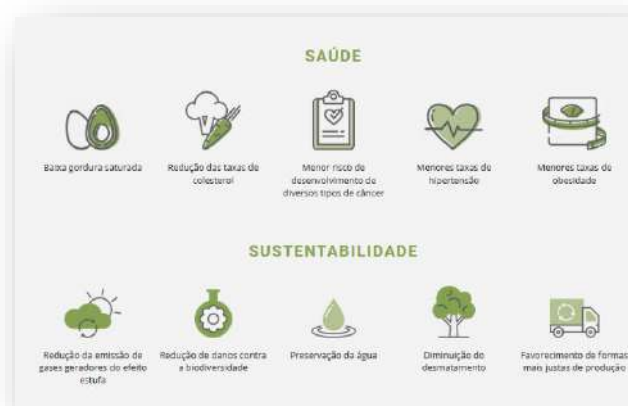 SAÚDE
Baixa gordura saturada
Redução das taxas de
colesterol
Menor risco de
desenvolvimento de
diversos tipos de câncer
Menores taxas de
hipertensão
Menores taxas de
obesidade
SUSTENTABILIDADE
Redução da emissão de
gases geradores do efeito
estufa
Redução de danos contra
a biodiversidade
Preservação da água
Diminuição do
desmatamento
Favorecimento de formas
mais justas de produção